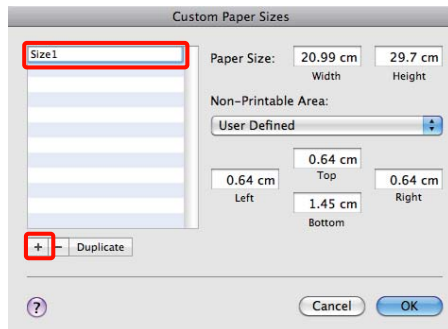 Custom Paper Sizes
Size1
Paper Size: 20.99 cm 29.7 cm
Width Height
Non-Printable Area:
User Defined
0.64 cm
Top
0.64 cm 0.64 cm
Left Right
1.45 cm
Bottom
+ − Duplicate
? Cancel OK